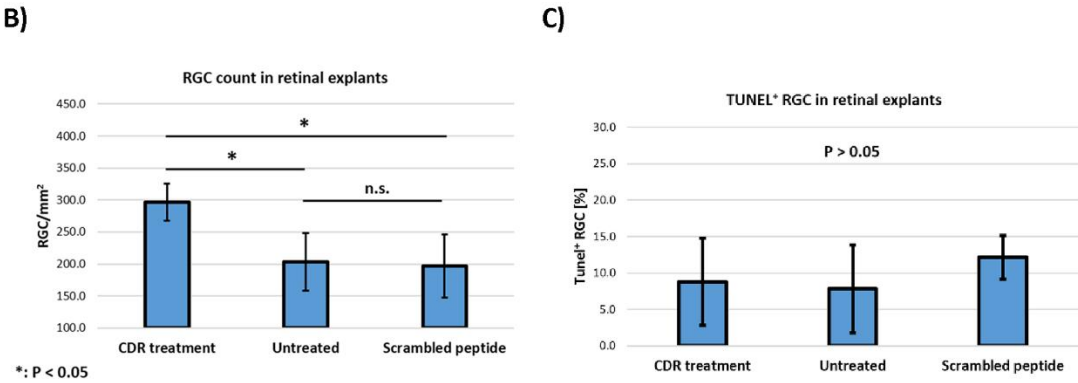 B)
RGC count in retinal explants
450.0
400.0
350.0
300.0
250.0
200.0
150.0
100.0
RGC/mm²
*
*
n.s.
CDR treatment Untreated Scrambled peptide
*: P < 0.05
C)
TUNEL⁺ RGC in retinal explants
30.0
25.0
20.0
15.0
10.0
5.0
0.0
Tunel⁺ RGC [%]
P > 0.05
CDR treatment Untreated Scrambled peptide